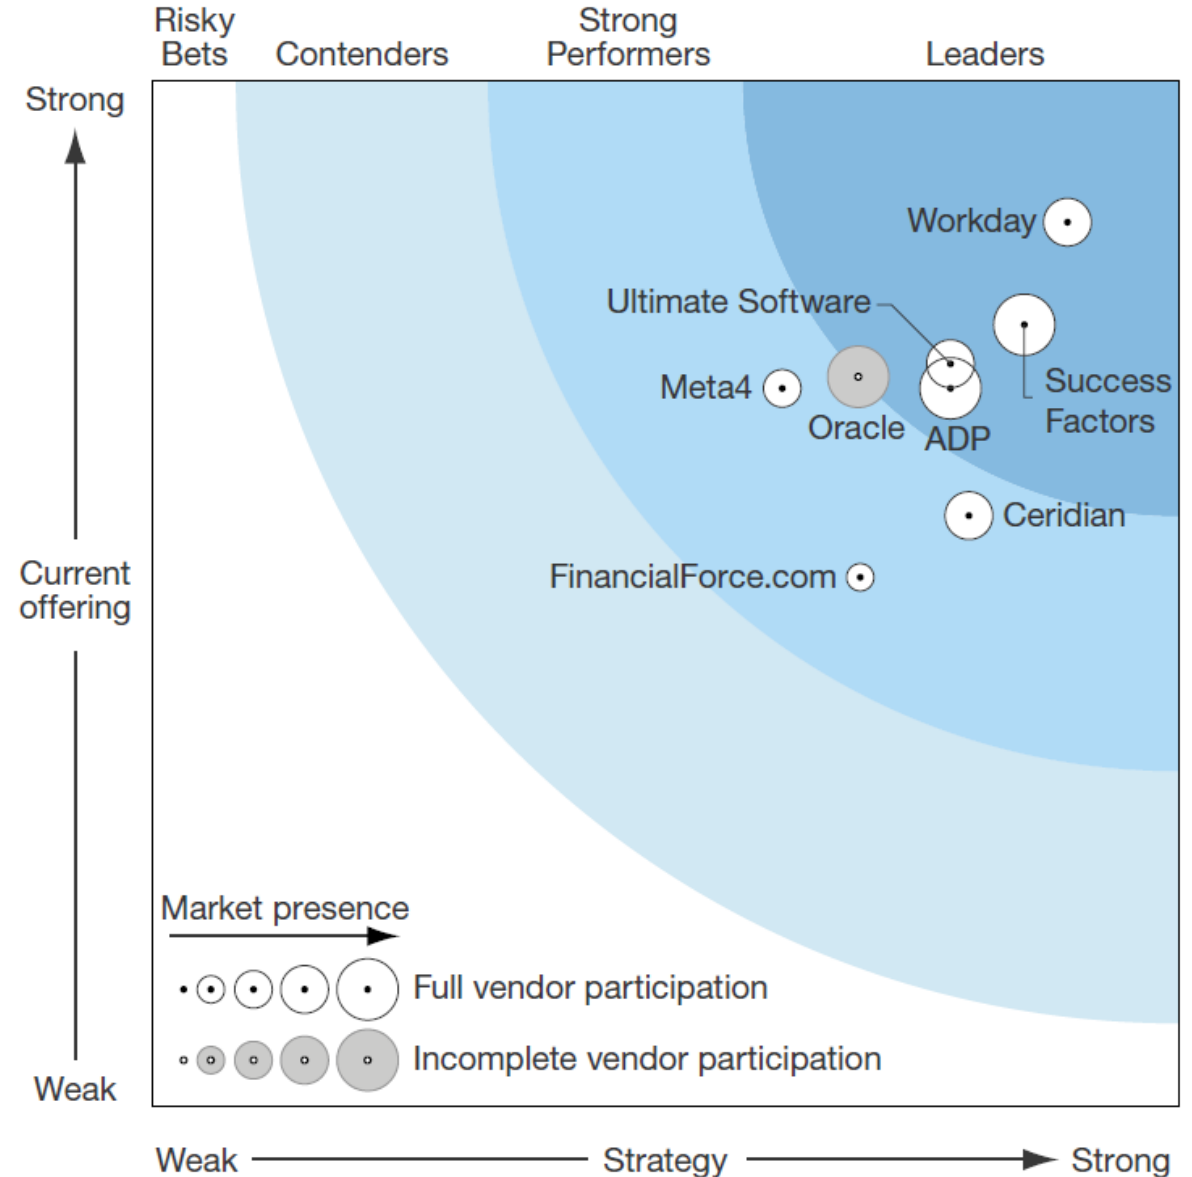 Risky
Bets
Contenders
Strong
Performers
Leaders
Strong
Current
offering
Weak
Workday
Ultimate Software
Success
Factors
Meta4
Oracle
ADP
Ceridian
FinancialForce.com
Market presence
Full vendor participation
Incomplete vendor participation
Weak
Strategy
Strong